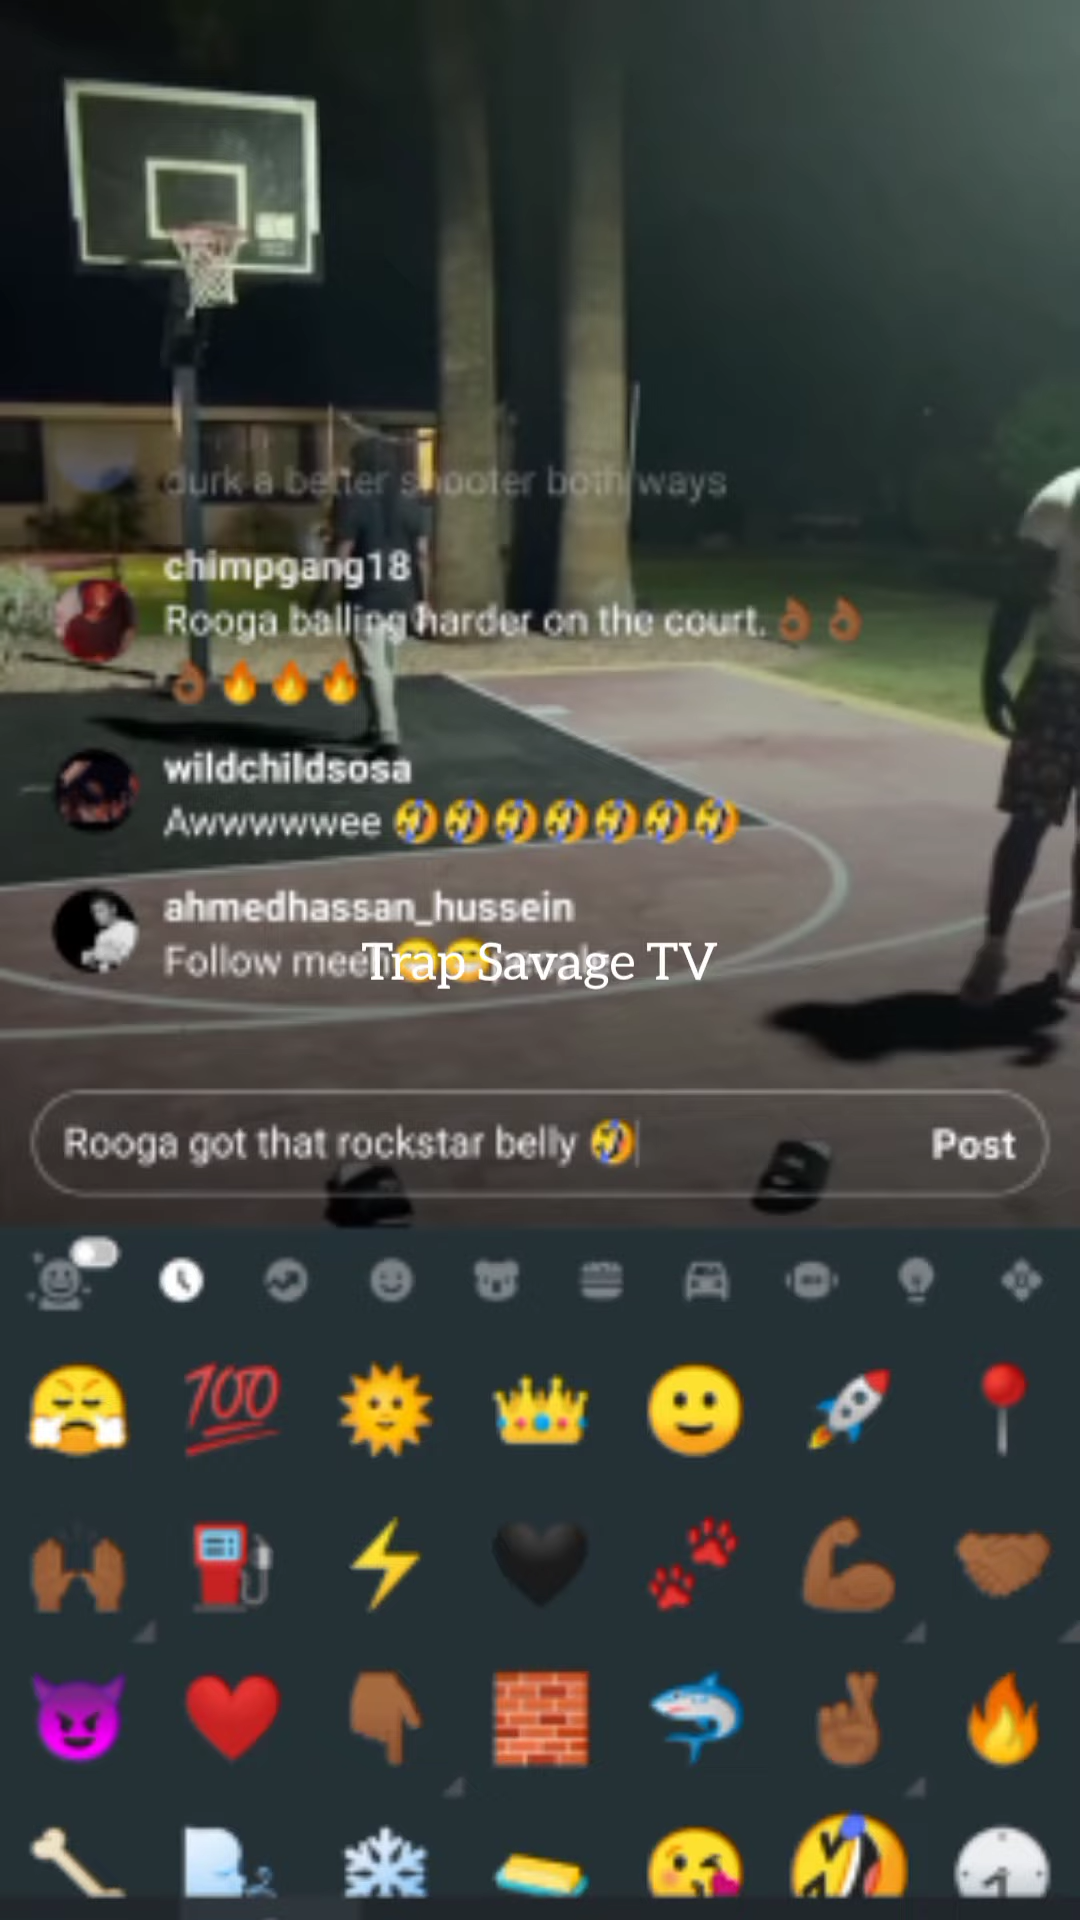 durk a better shooter both ways
chimpgang18
Rooga balling harder on the court.👌🏾👌🏾
👌🏾🔥🔥🔥
wildchildsosa
Awwwwwee 🤣🤣🤣🤣🤣🤣🤣
ahmedhassan_hussein
Follow mee
Trap Savage TV
Rooga got that rockstar belly 🤣
Post